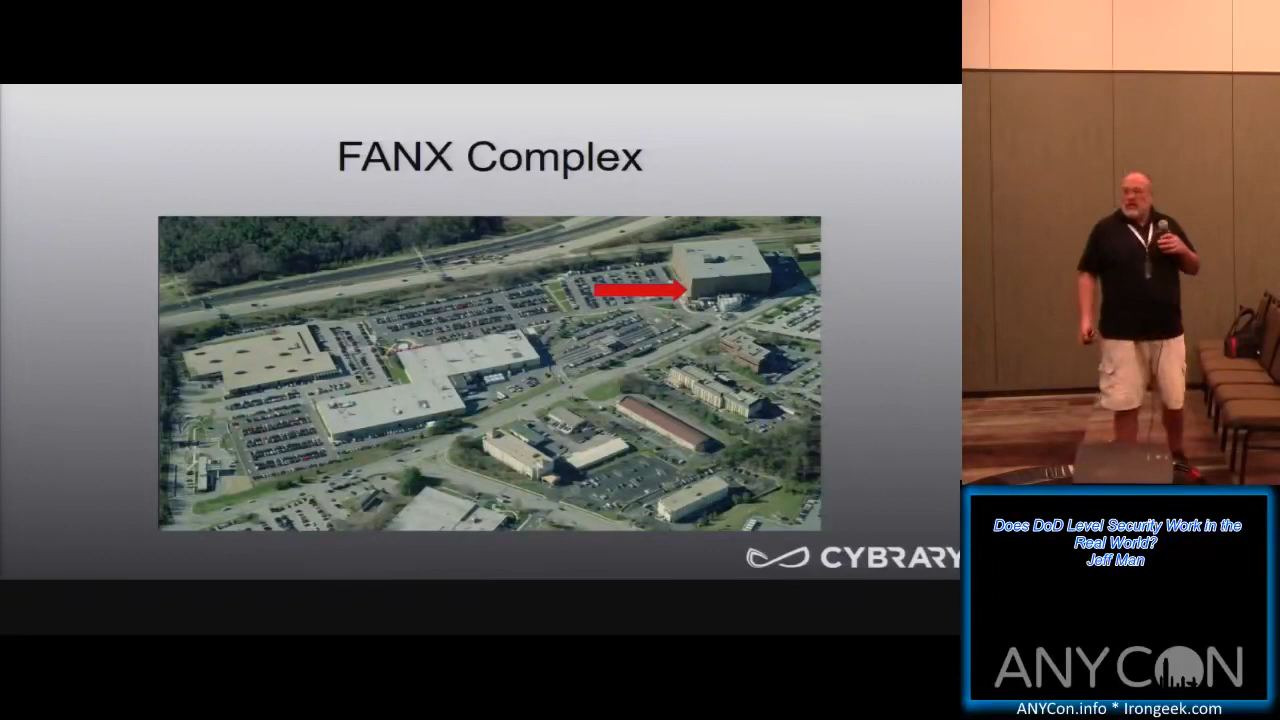 FANX Complex
CYBRARY
Does DoD Level Security Work in the
Real World?
Jeff Man
ANYCON
ANYCon.info * Irongeek.com